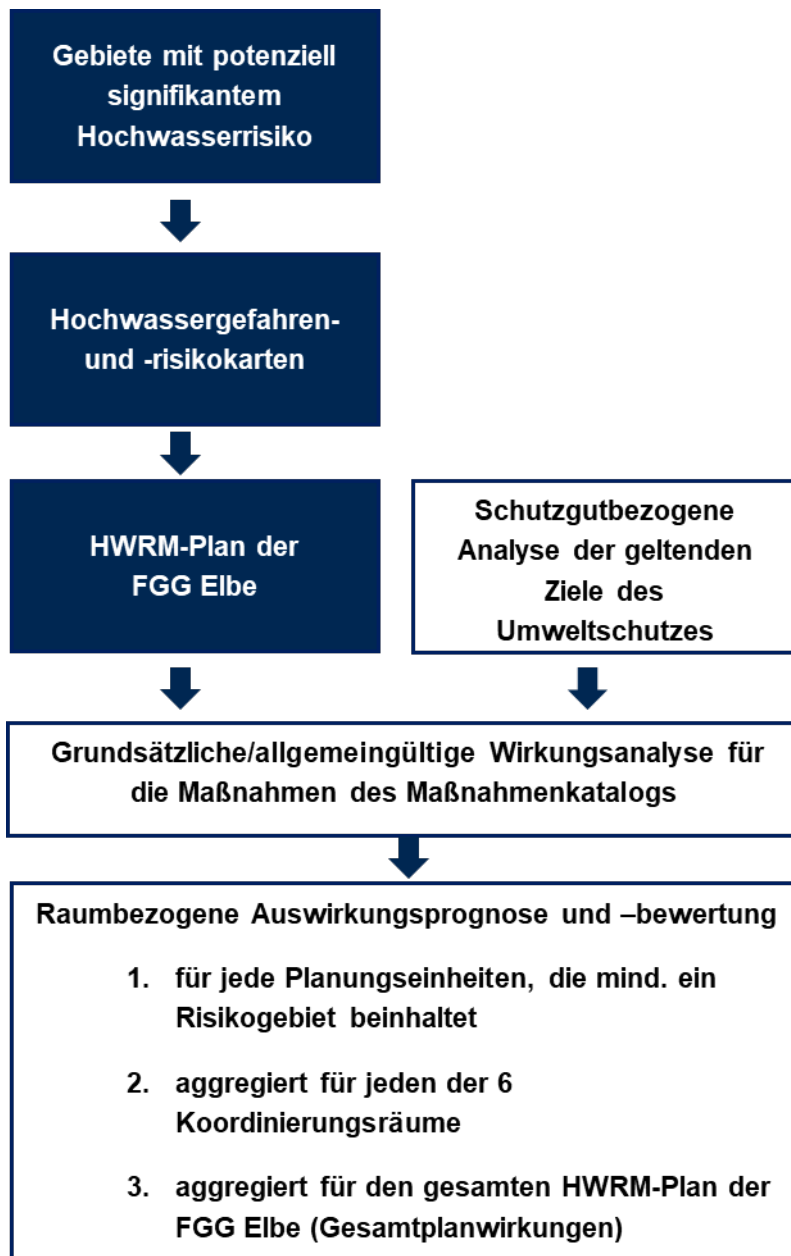 Gebiete mit potenziell
signifikantem
Hochwasserrisiko
Hochwassergefahren-
und -risikokarten
HWRM-Plan der
FGG Elbe
Schutzgutbezogene
Analyse der geltenden
Ziele des
Umweltschutzes
Grundsätzliche/allgemeingültige Wirkungsanalyse für
die Maßnahmen des Maßnahmenkatalogs
Raumbezogene Auswirkungsprognose und –bewertung
1. für jede Planungseinheiten, die mind. ein
Risikogebiet beinhaltet
2. aggregiert für jeden der 6
Koordinierungsräume
3. aggregiert für den gesamten HWRM-Plan der
FGG Elbe (Gesamtplanwirkungen)